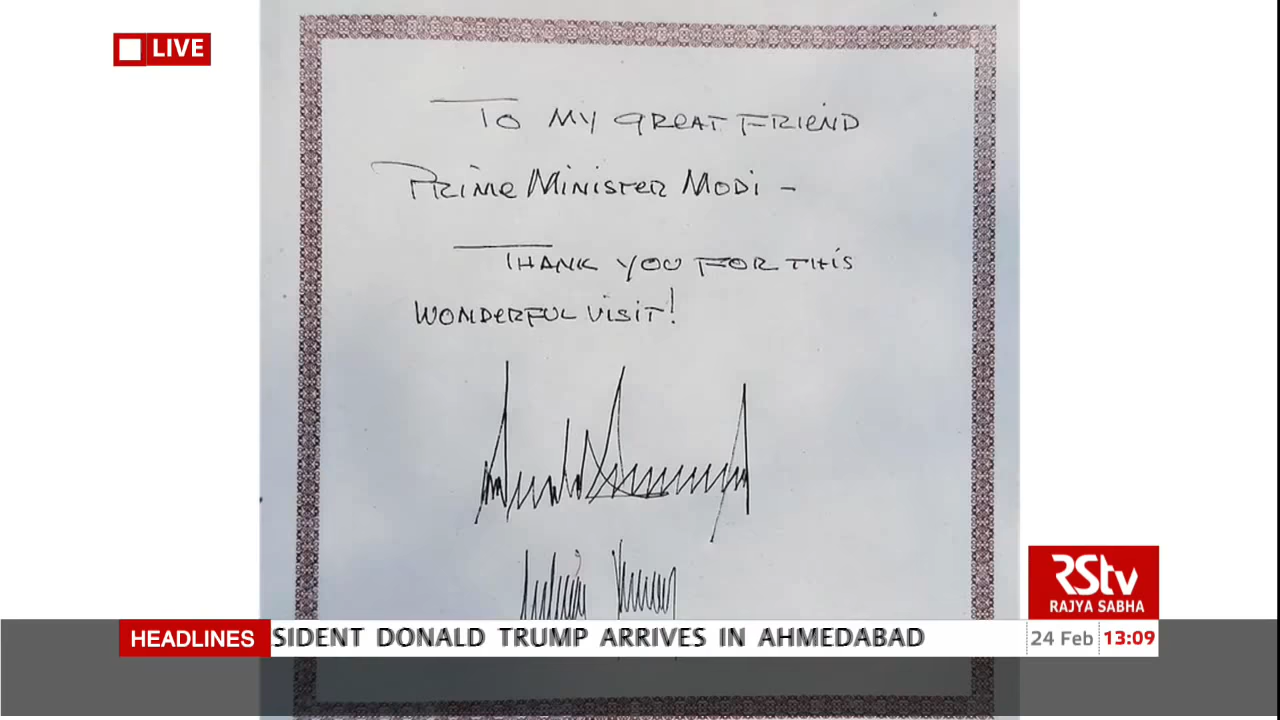 LIVE
TO MY GREAT FRIEND
PRIME MINISTER MODI -
THANK YOU FOR THIS
WONDERFUL VISIT!
RStv
RAJYA SABHA
HEADLINES
SIDENT DONALD TRUMP ARRIVES IN AHMEDABAD
24 Feb
13:09